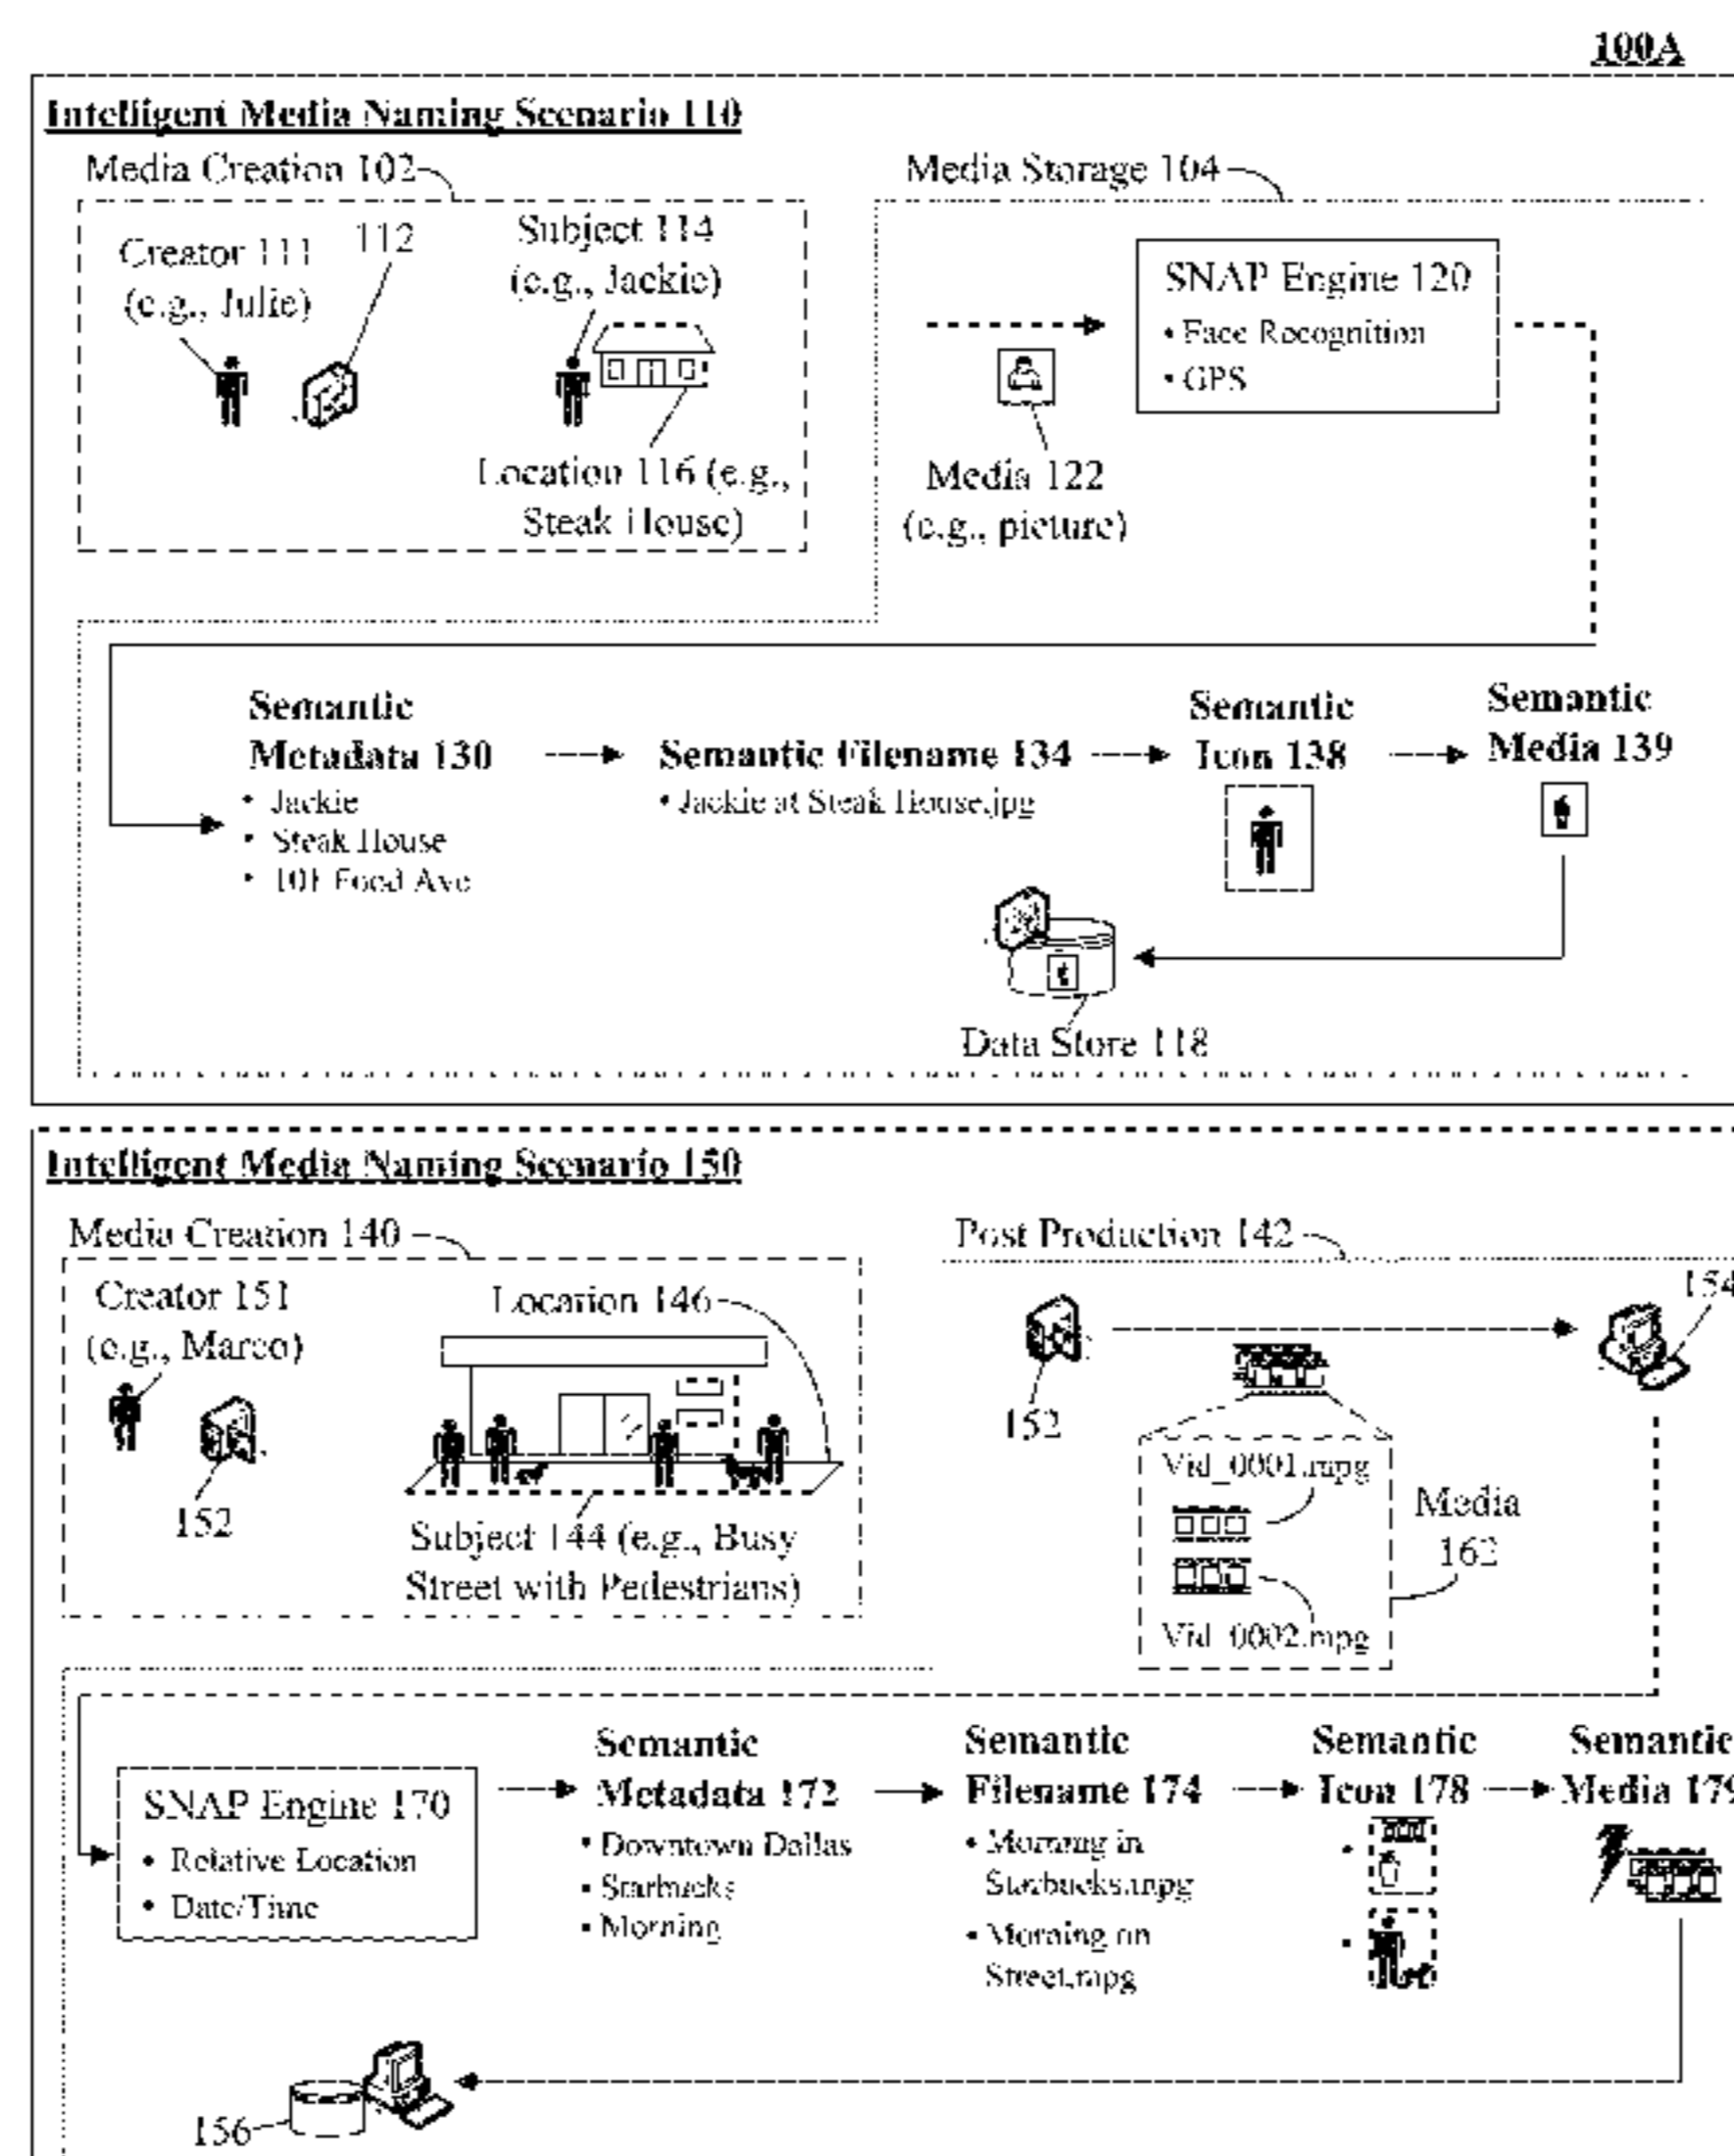 100A
Intelligent Media Naming Scenario 110
Media Creation 102
Media Storage 104
Creator 111
(e.g., Julie)
112
Subject 114
(e.g., Jackie)
Location 116 (e.g.,
Steak House)
SNAP Engine 120
• Face Recognition
• GPS
Media 122
(e.g., picture)
Semantic
Metadata 130
• Jackie
• Steak House
• 101 Food Ave
Semantic Filename 134
• Jackie at Steak House.jpg
Semantic
Icon 138
Semantic
Media 139
Data Store 118
Intelligent Media Naming Scenario 150
Media Creation 140
Post Production 142
Creator 151
(e.g., Marco)
152
Location 146
Subject 144 (e.g., Busy
Street with Pedestrians)
152
154
Vid_0001.mpg
Media
162
Vid_0002.mpg
SNAP Engine 170
• Relative Location
• Date/Time
Semantic
Metadata 172
• Downtown Dallas
• Starbucks
• Morning
Semantic
Filename 174
• Morning in
Starbucks.mpg
• Morning on
Street.mpg
Semantic
Icon 178
Semantic
Media 179
156